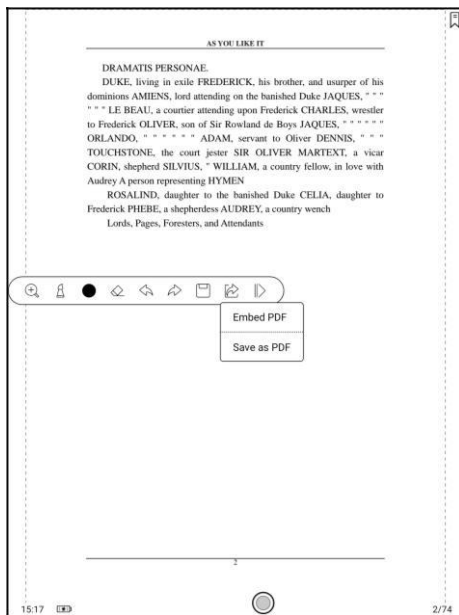 AS YOU LIKE IT
DRAMATIS PERSONAE.
DUKE, living in exile FREDERICK, his brother, and usurper of his
dominions AMIENS, lord attending on the banished Duke JAQUES, " " "
" " " LE BEAU, a courtier attending upon Frederick CHARLES, wrestler
to Frederick OLIVER, son of Sir Rowland de Boys JAQUES, " " " " " "
ORLANDO, " " " " " " ADAM, servant to Oliver DENNIS, " " "
TOUCHSTONE, the court jester SIR OLIVER MARTEXT, a vicar
CORIN, shepherd SILVIUS, " WILLIAM, a country fellow, in love with
Audrey A person representing HYMEN
ROSALIND, daughter to the banished Duke CELIA, daughter to
Frederick PHEBE, a shepherdess AUDREY, a country wench
Lords, Pages, Foresters, and Attendants
Embed PDF
Save as PDF
2
15:17
2/74